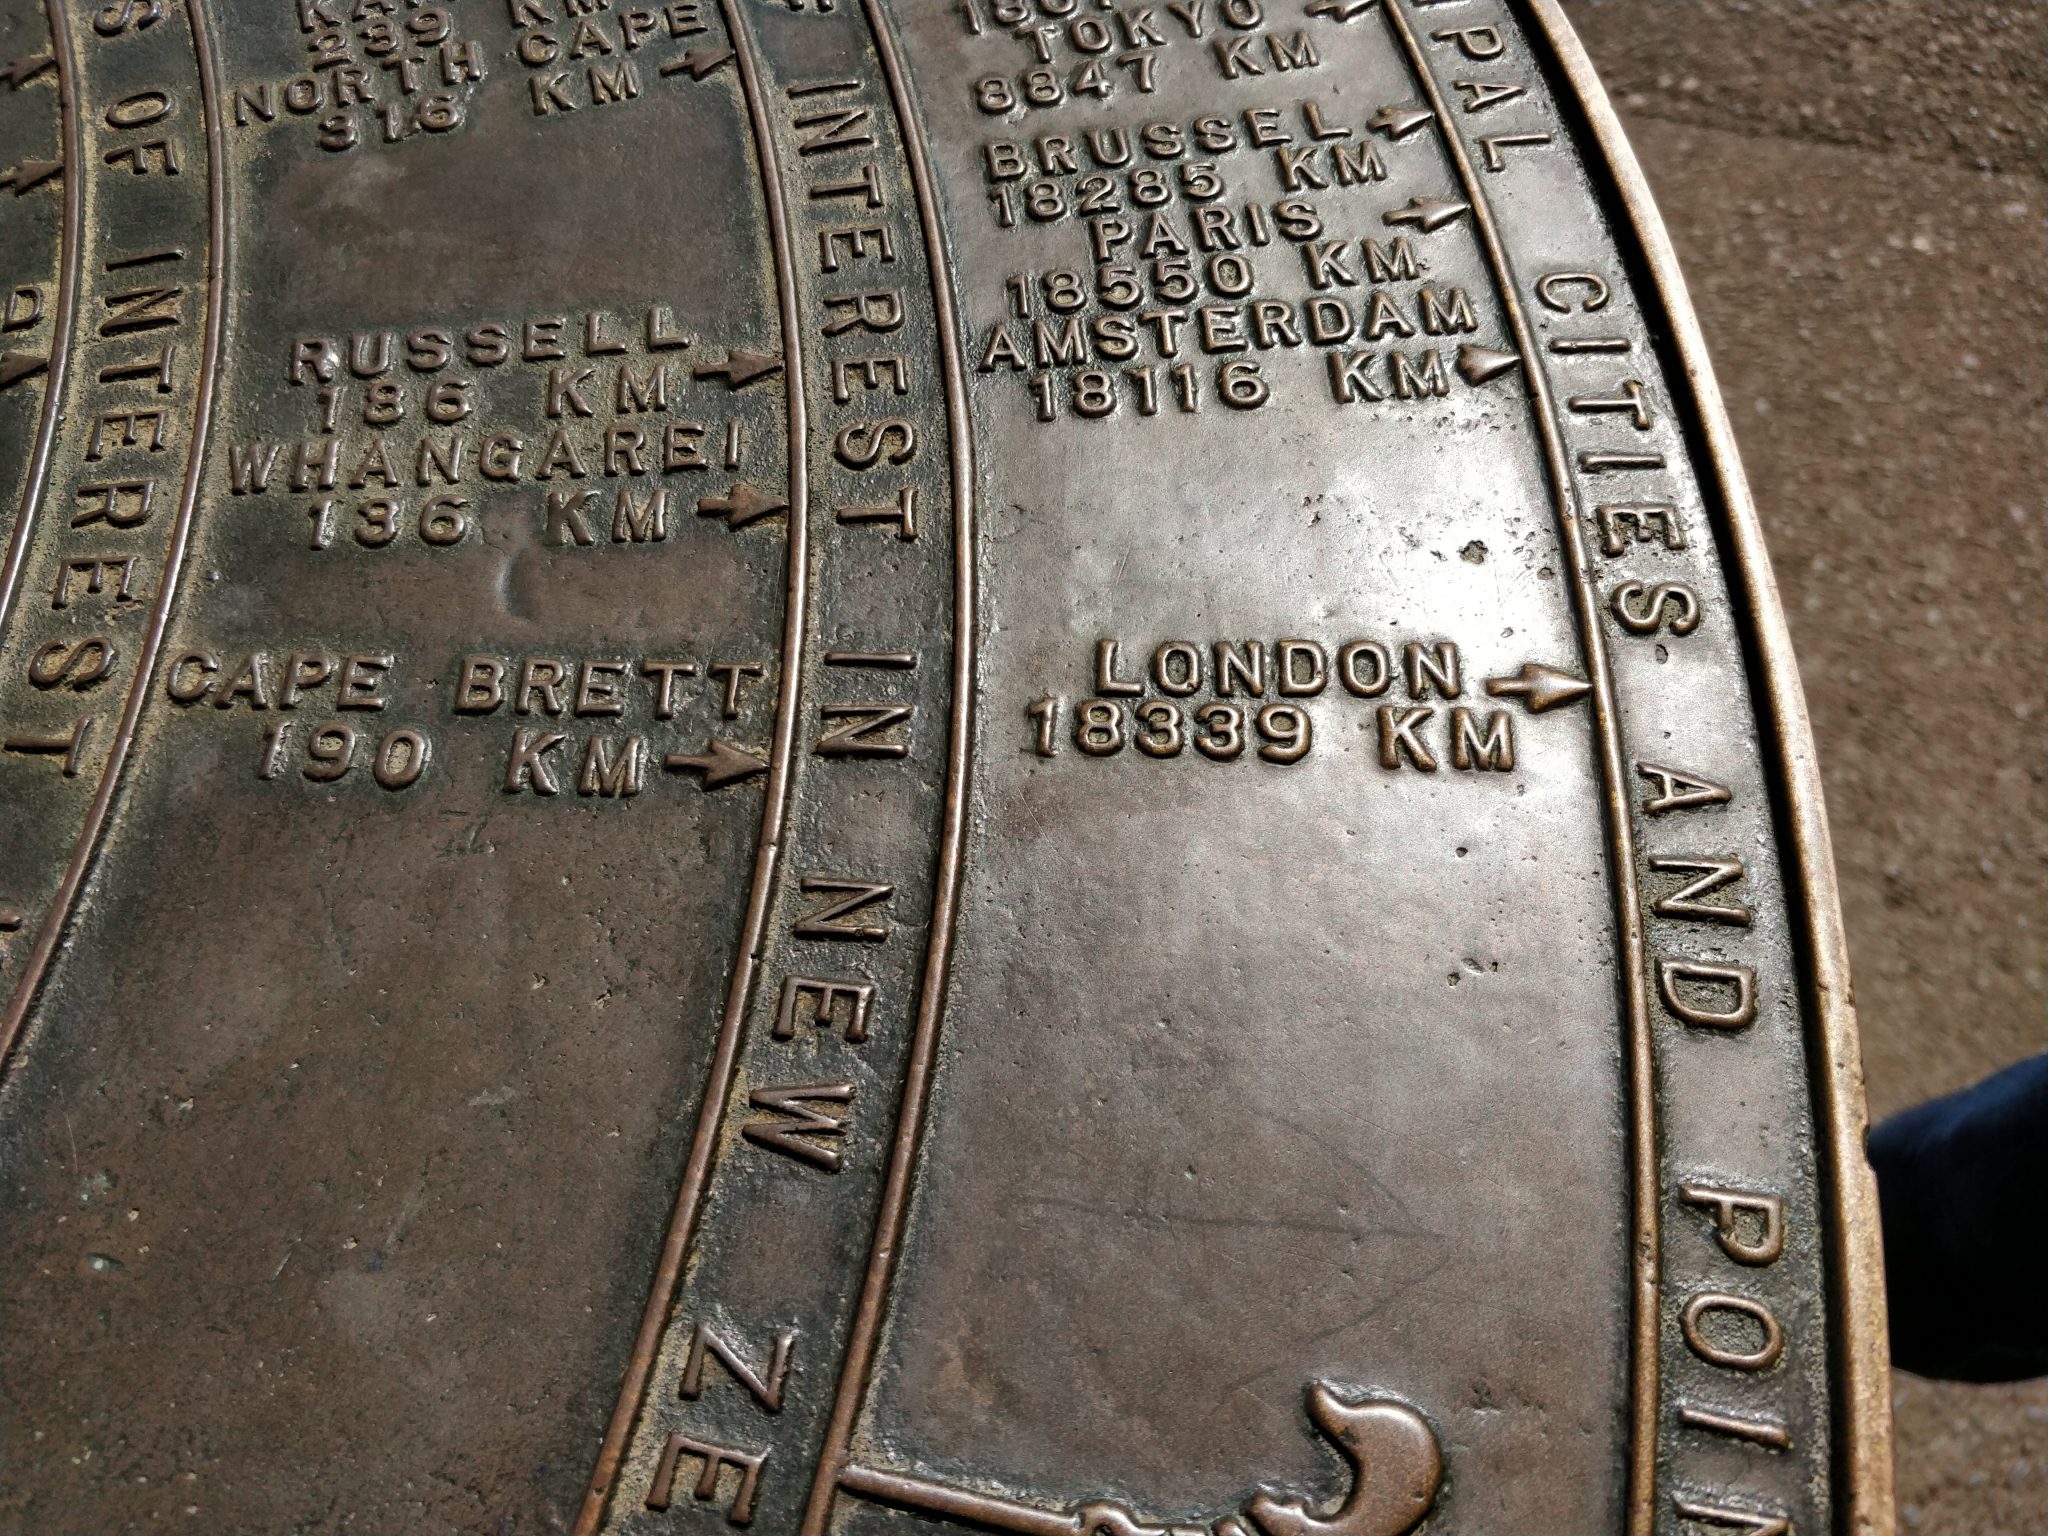 239 KM
NORTH CAPE
316 KM
RUSSELL
186 KM
WHANGAREI
136 KM
CAPE BRETT
190 KM
OF INTEREST
INTEREST IN NEW ZE
TOKYO
8847 KM
BRUSSEL
18285 KM
PARIS
18550 KM
AMSTERDAM
18116 KM
LONDON
18339 KM
IPAL CITIES AND POIN